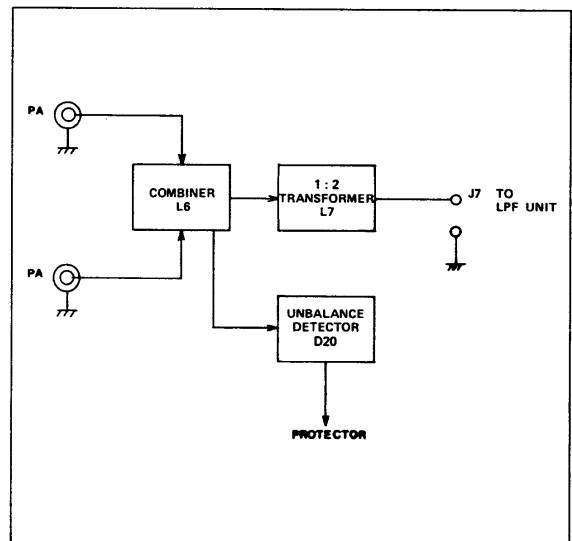 PA
COMBINER
L6
1 : 2
TRANSFORMER
L7
J7 TO
LPF UNIT
PA
UNBALANCE
DETECTOR
D20
PROTECTOR